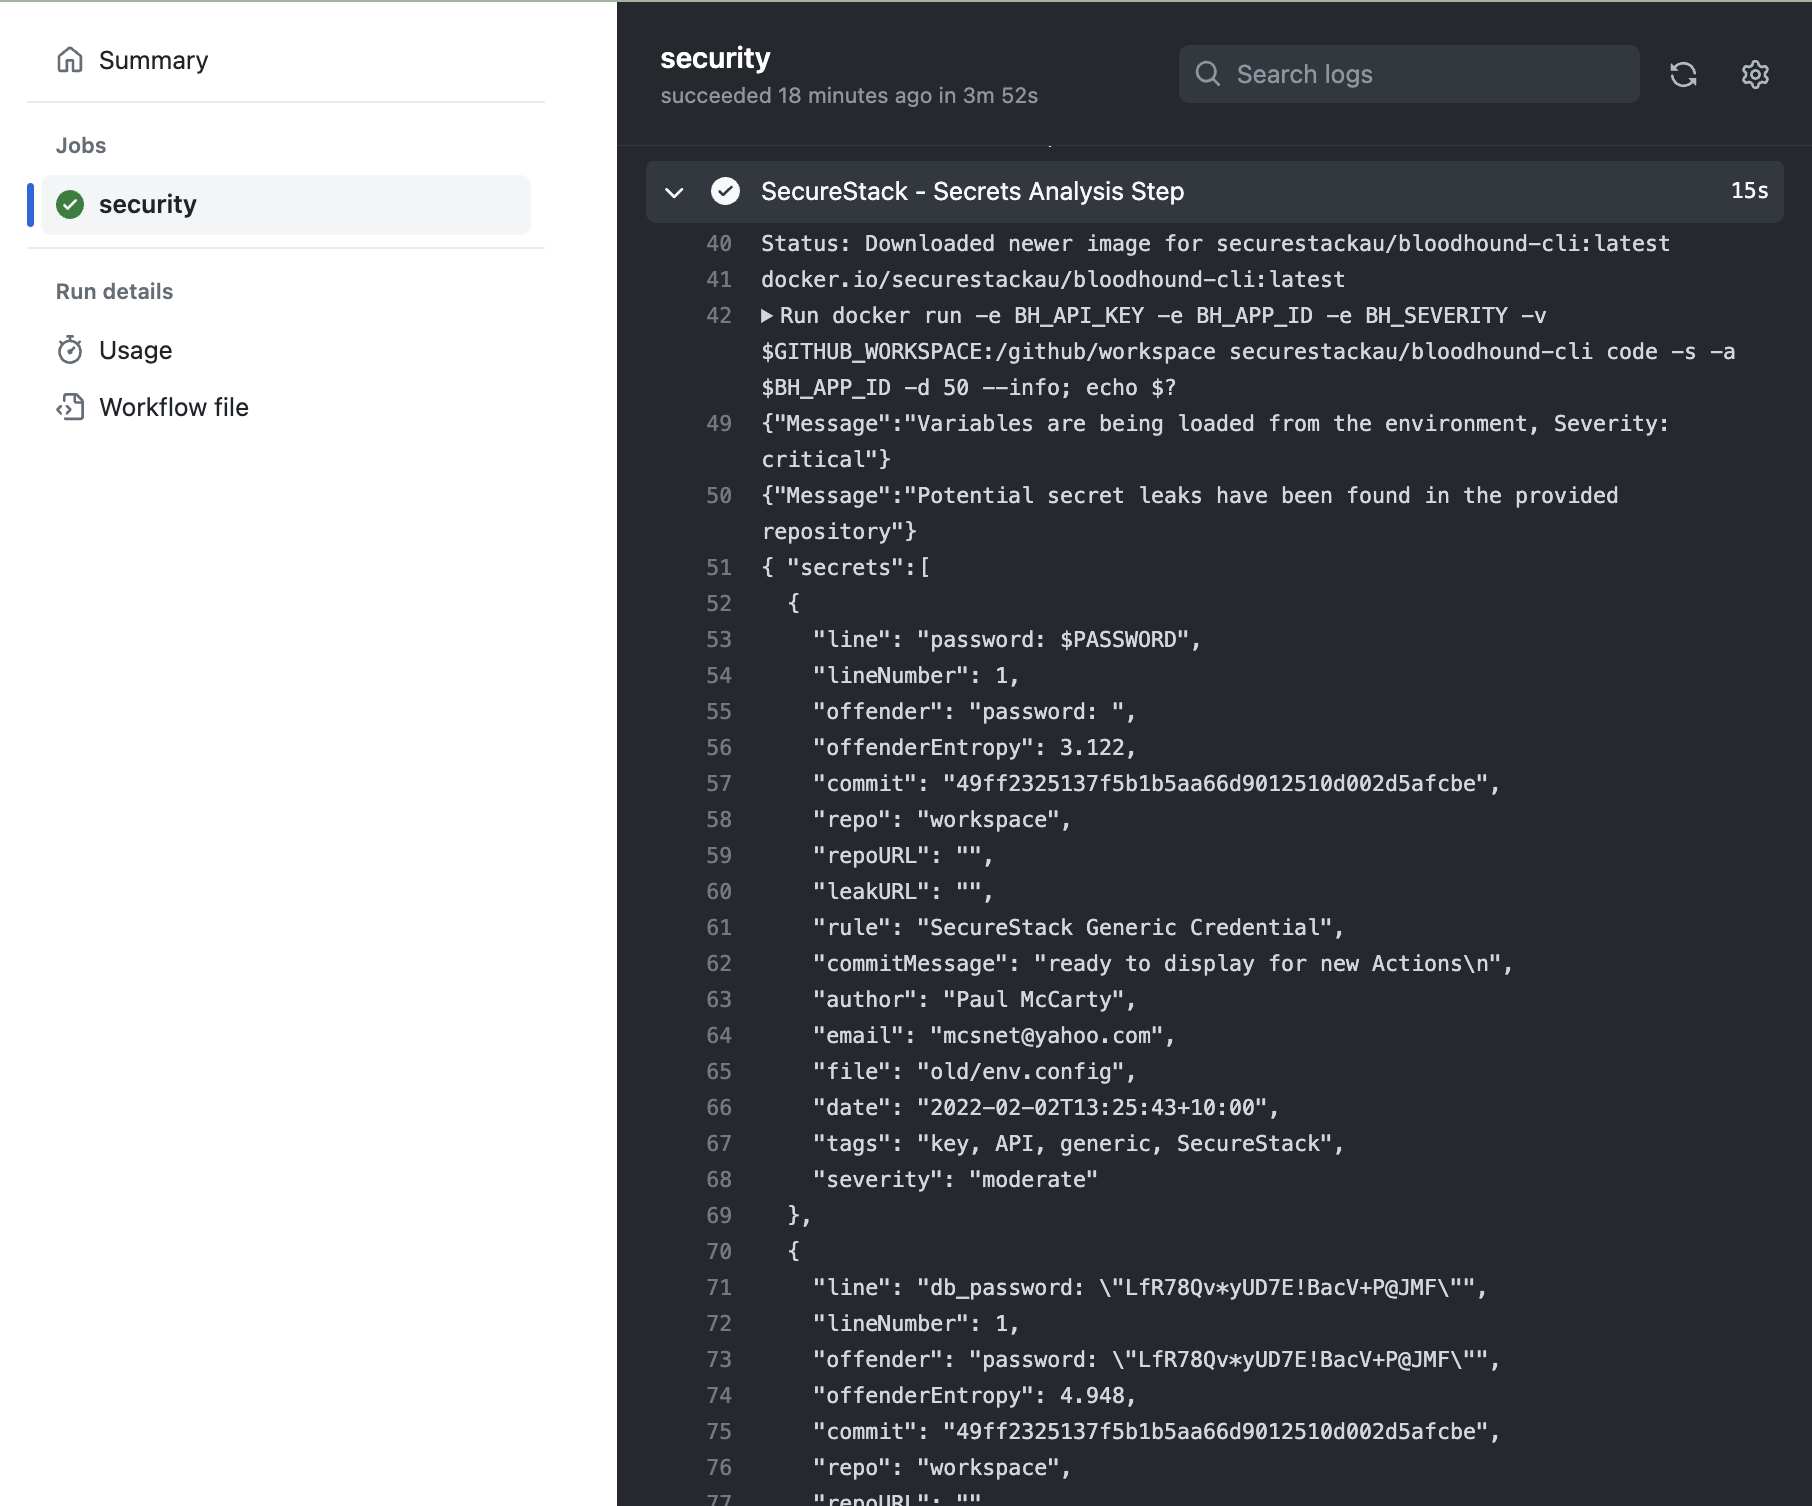 Summary
Jobs
security
Run details
Usage
Workflow file
security
succeeded 18 minutes ago in 3m 52s
Search logs
SecureStack - Secrets Analysis Step 15s
40 Status: Downloaded newer image for securestackau/bloodhound-cli:latest
41 docker.io/securestackau/bloodhound-cli:latest
42 ▶Run docker run -e BH_API_KEY -e BH_APP_ID -e BH_SEVERITY -v
$GITHUB_WORKSPACE:/github/workspace securestackau/bloodhound-cli code -s -a
$BH_APP_ID -d 50 --info; echo $?
49 {"Message":"Variables are being loaded from the environment, Severity:
critical"}
50 {"Message":"Potential secret leaks have been found in the provided
repository"}
51 { "secrets":[
52 {
53 "line": "password: $PASSWORD",
54 "lineNumber": 1,
55 "offender": "password: ",
56 "offenderEntropy": 3.122,
57 "commit": "49ff2325137f5b1b5aa66d9012510d002d5afcbe",
58 "repo": "workspace",
59 "repoURL": "",
60 "leakURL": "",
61 "rule": "SecureStack Generic Credential",
62 "commitMessage": "ready to display for new Actions\n",
63 "author": "Paul McCarty",
64 "email": "mcsnet@yahoo.com",
65 "file": "old/env.config",
66 "date": "2022-02-02T13:25:43+10:00",
67 "tags": "key, API, generic, SecureStack",
68 "severity": "moderate"
69 },
70 {
71 "line": "db_password: \"LfR78Qv*yUD7E!BacV+P@JMF\"",
72 "lineNumber": 1,
73 "offender": "password: \"LfR78Qv*yUD7E!BacV+P@JMF\"",
74 "offenderEntropy": 4.948,
75 "commit": "49ff2325137f5b1b5aa66d9012510d002d5afcbe",
76 "repo": "workspace",
77 "repoURL": ""